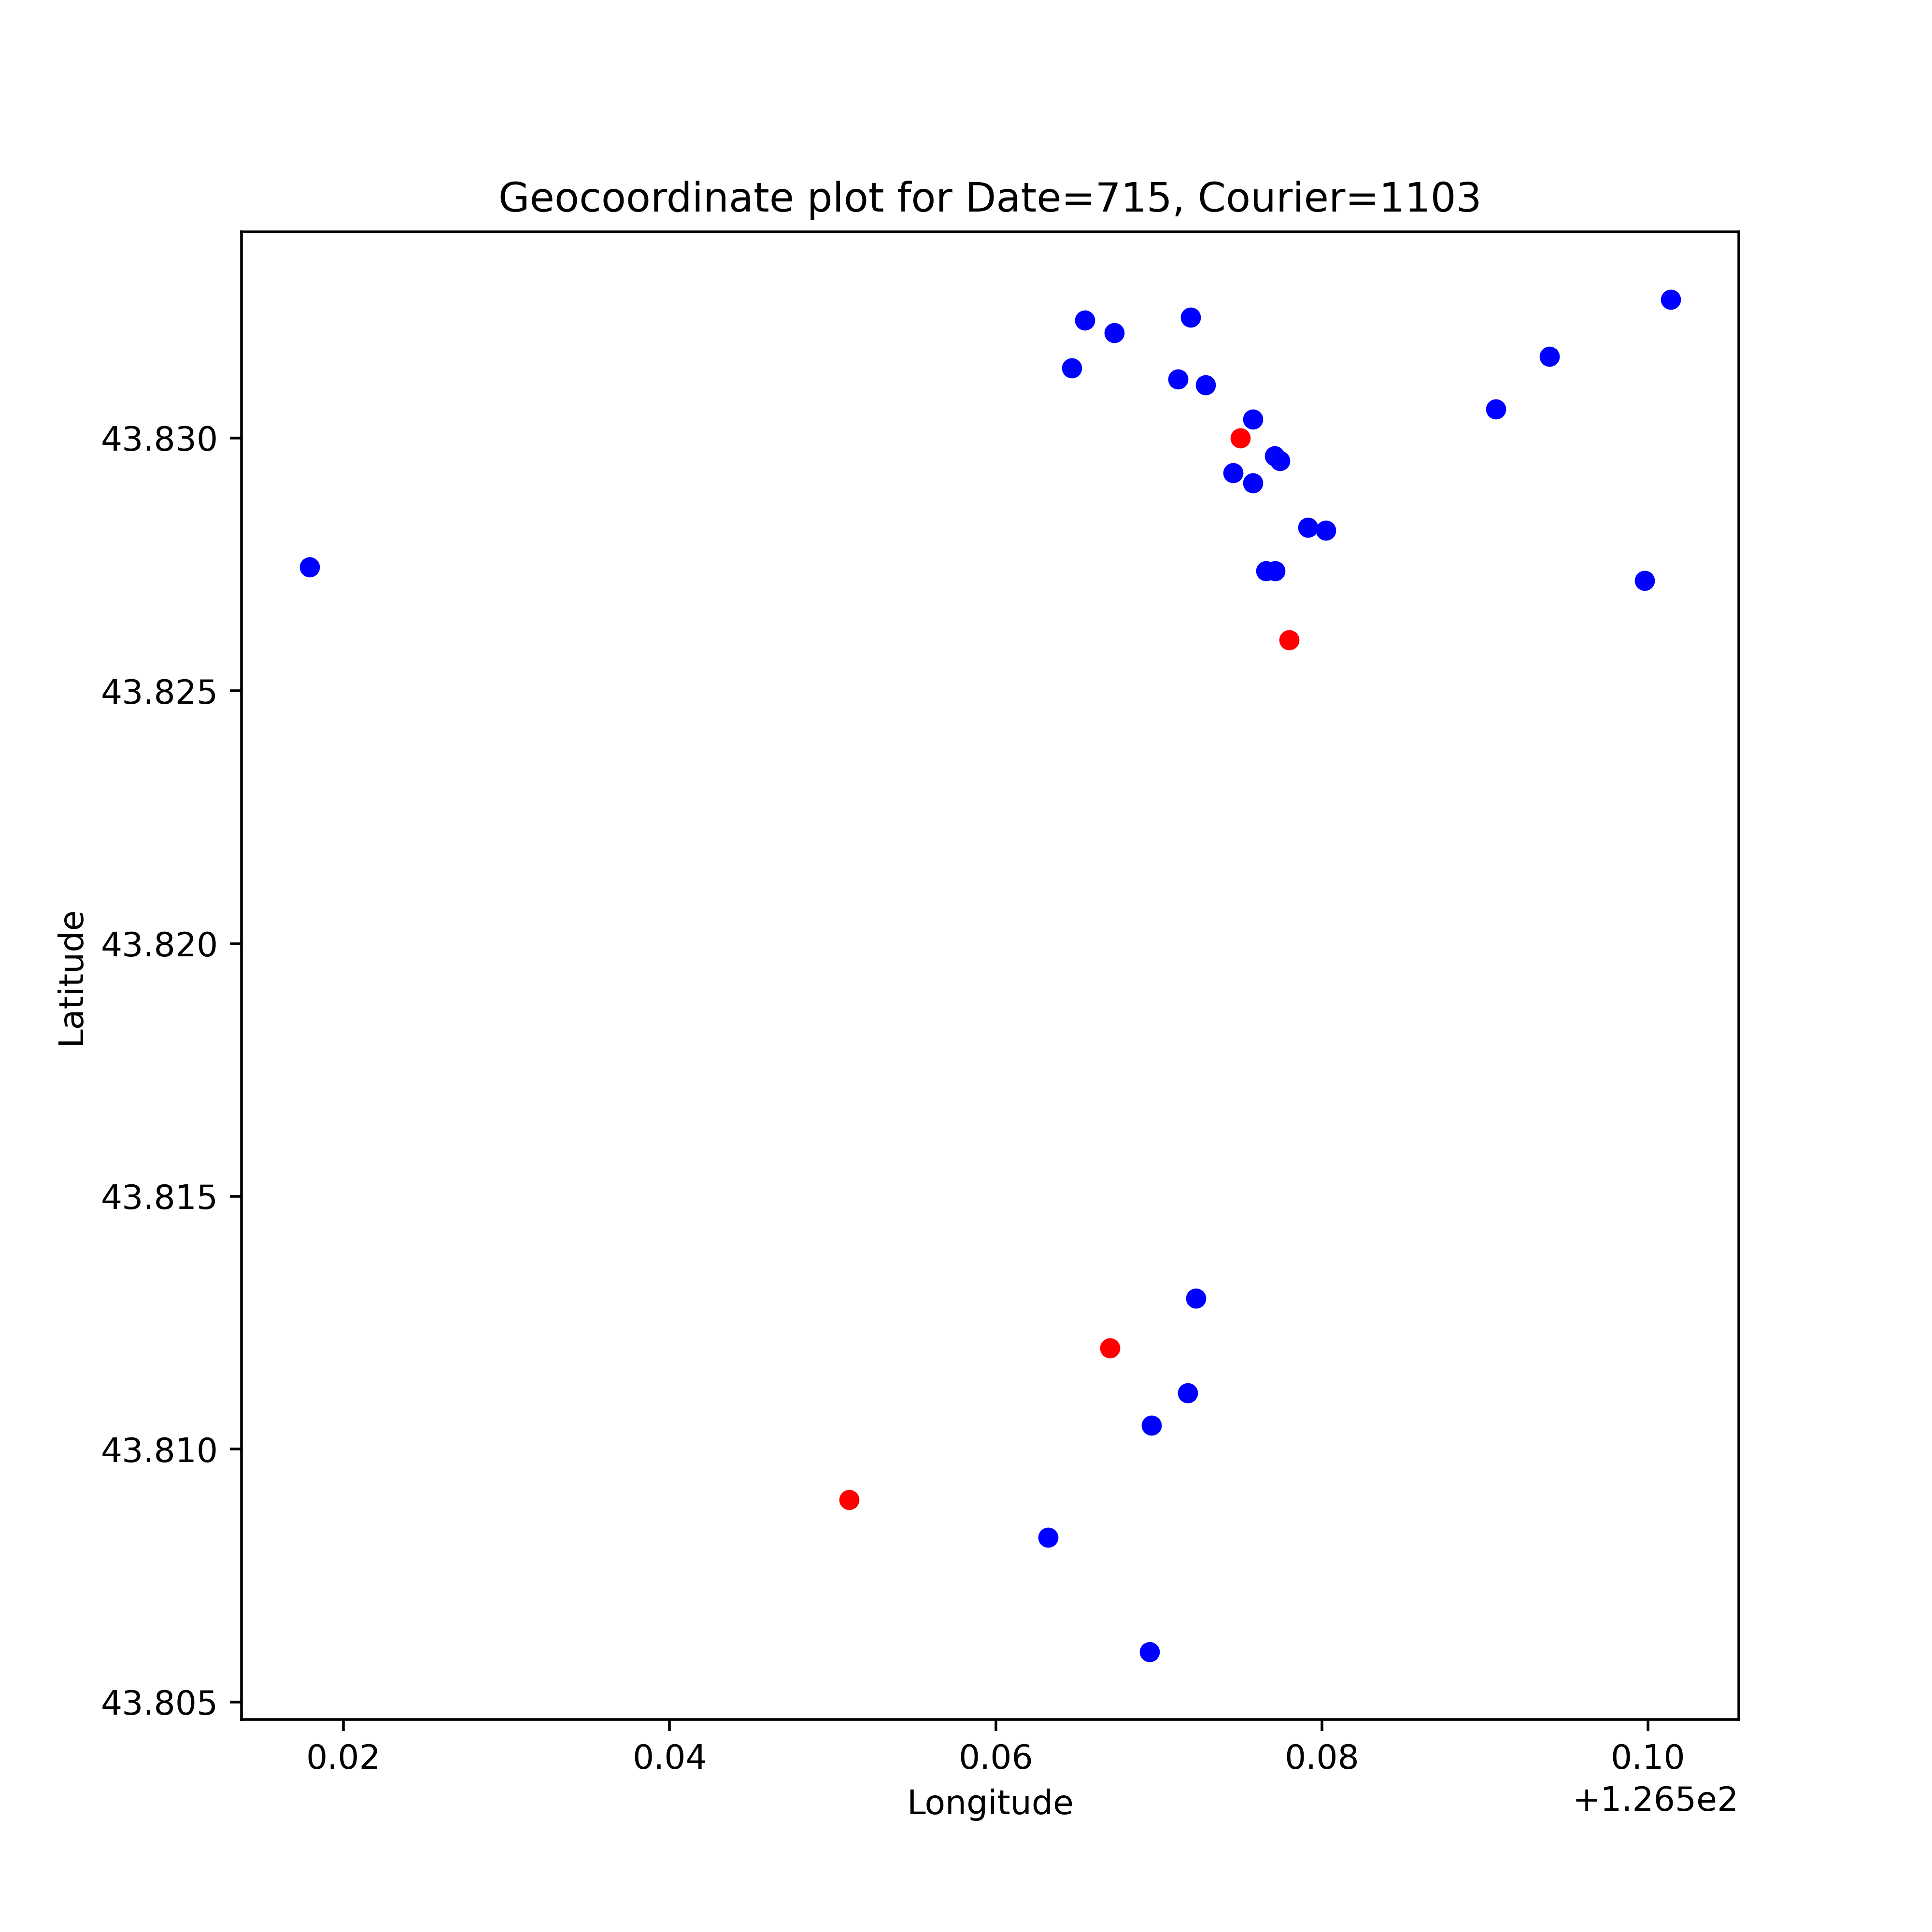 Geocoordinate plot for Date=715, Courier=1103
43.830
43.825
43.820
43.815
43.810
43.805
Latitude
0.02 0.04 0.06 0.08 0.10
Longitude
+1.265e2